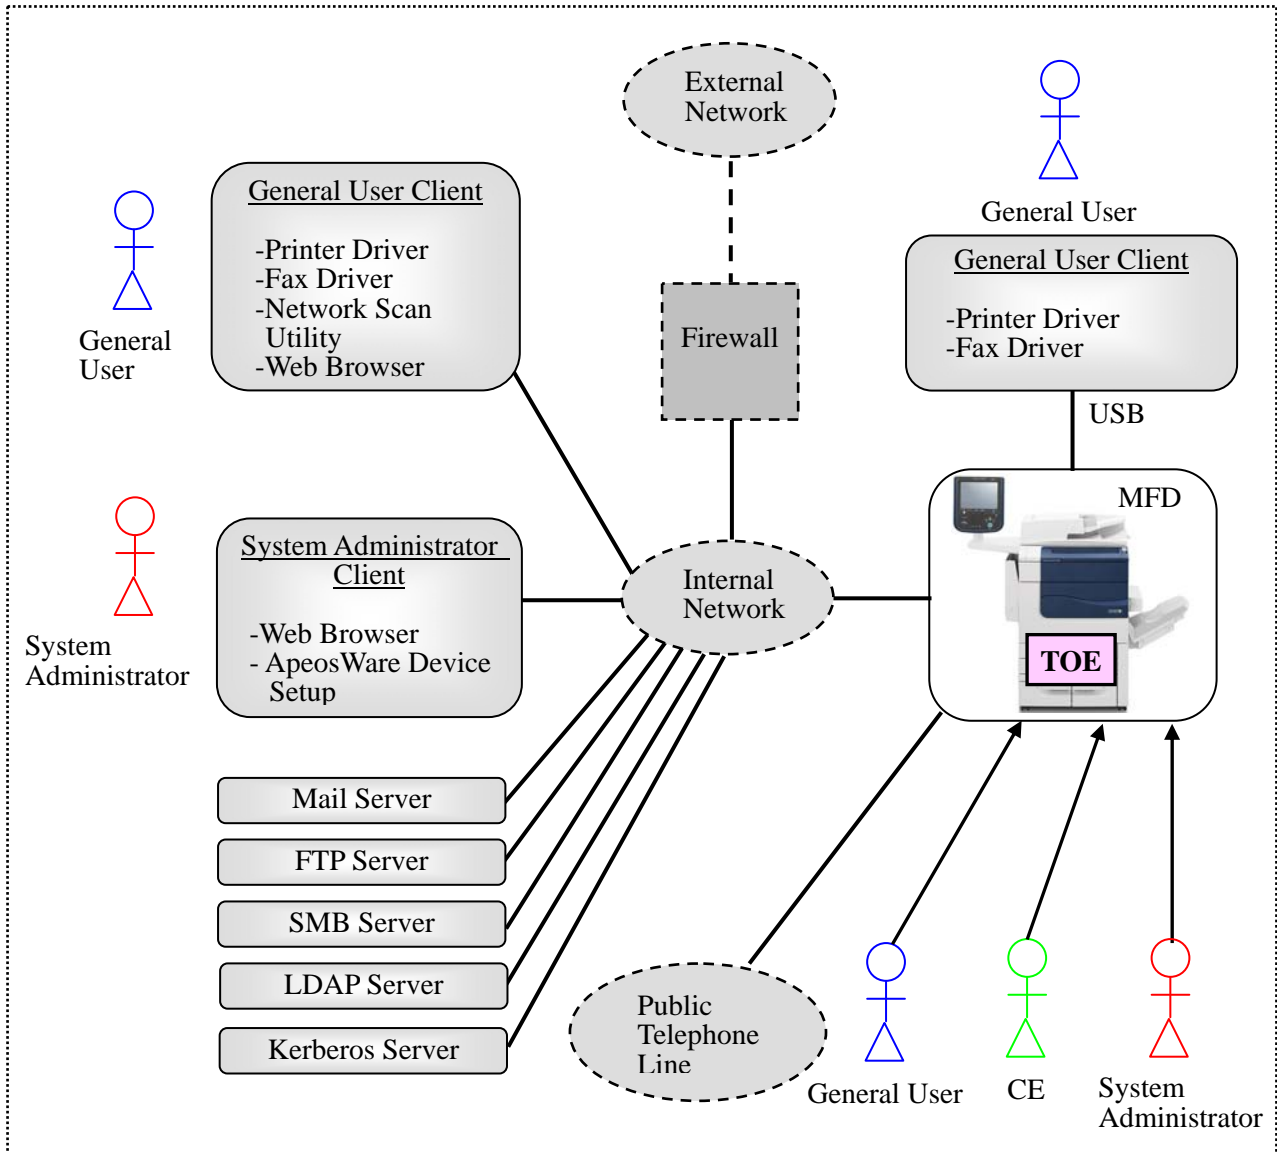 External
Network
General User
General User Client
-Printer Driver
-Fax Driver
-Network Scan
Utility
-Web Browser
General
User
General User Client
-Printer Driver
-Fax Driver
Firewall
USB
MFD
System Administrator
Client
-Web Browser
- ApeosWare Device
Setup
System
Administrator
Internal
Network
TOE
Mail Server
FTP Server
SMB Server
LDAP Server
Kerberos Server
Public
Telephone
Line
General User
CE
System
Administrator